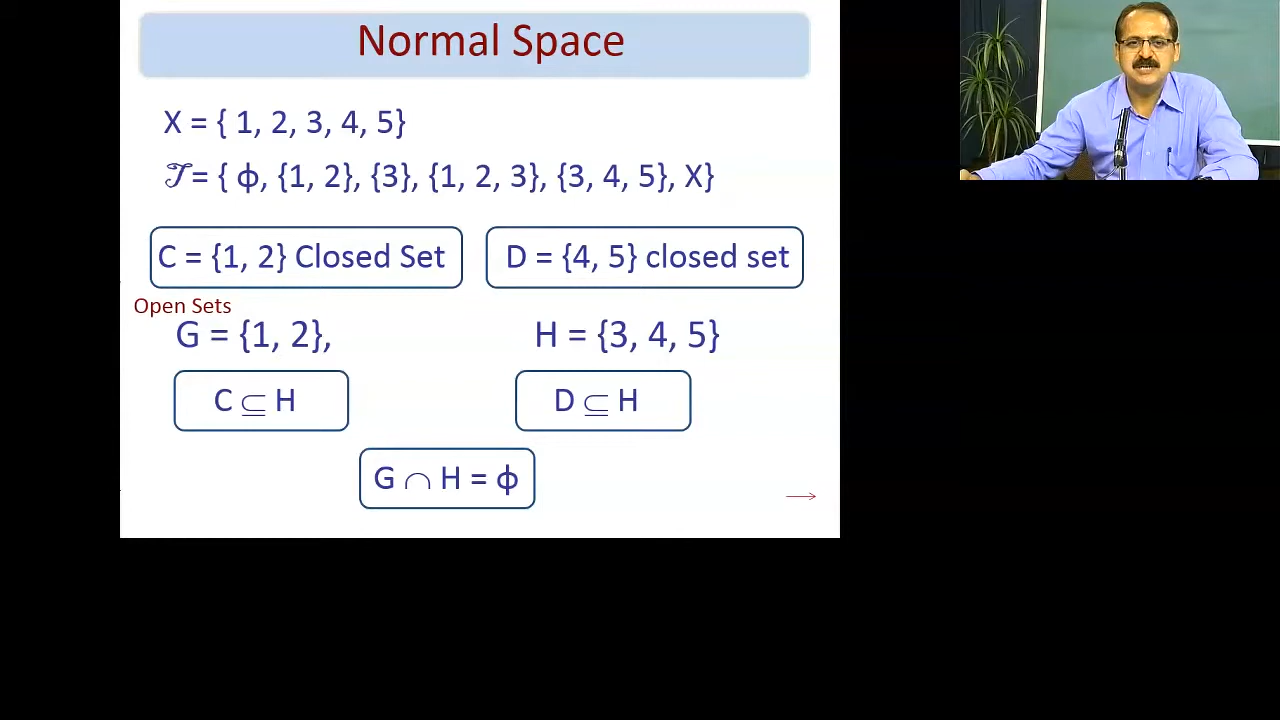 Normal Space
X = { 1, 2, 3, 4, 5}
𝒯 = { ϕ, {1, 2}, {3}, {1, 2, 3}, {3, 4, 5}, X}
C = {1, 2} Closed Set
D = {4, 5} closed set
Open Sets
G = {1, 2},
H = {3, 4, 5}
C ⊆ H
D ⊆ H
G ∩ H = ϕ